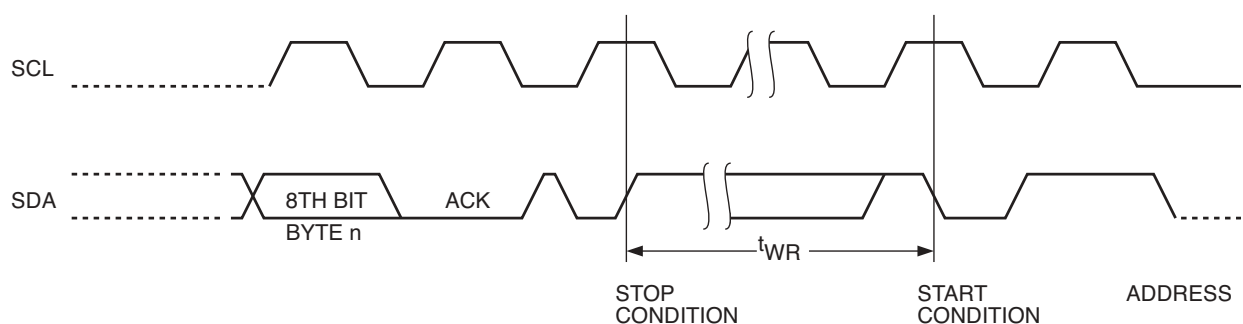 SCL
SDA
8TH BIT
BYTE n
ACK
tWR
STOP
CONDITION
START
CONDITION
ADDRESS